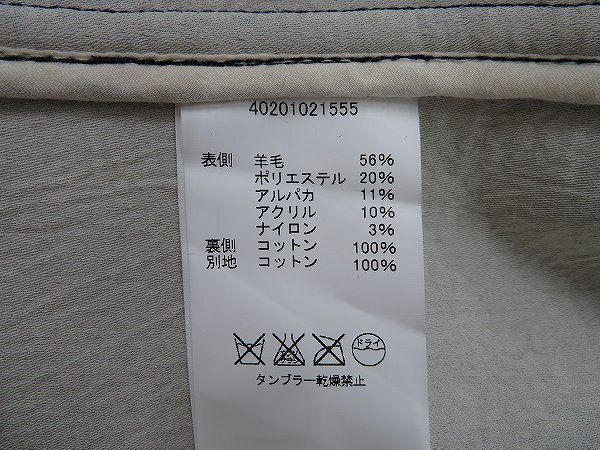 40201021555
表側 羊毛 56%
ポリエステル 20%
アルパカ 11%
アクリル 10%
ナイロン 3%
裏側 コットン 100%
別地 コットン 100%
ドライ
タンブラー乾燥禁止